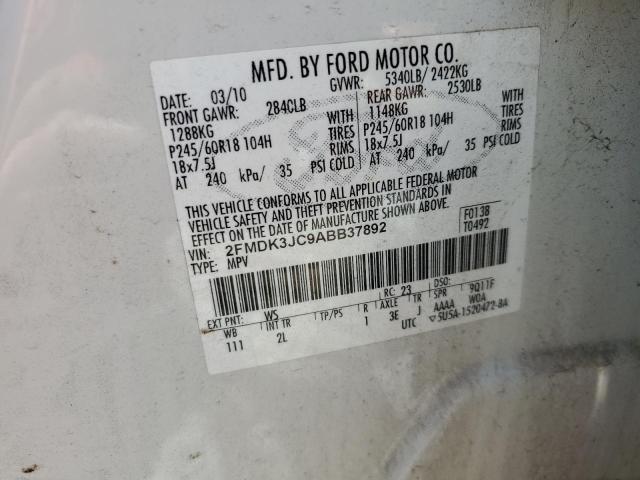 MFD. BY FORD MOTOR CO.
DATE: 03/10 GVWR: 5340LB/ 2422KG
FRONT GAWR: 2840LB REAR GAWR: 2530LB
1288KG WITH 1148KG WITH
P245/60R18 104H TIRES P245/60R18 104H TIRES
18x7.5J RIMS 18x7.5J RIMS
AT 240 kPa/ 35 PSI COLD AT 240 kPa/ 35 PSI COLD
THIS VEHICLE CONFORMS TO ALL APPLICABLE FEDERAL MOTOR
VEHICLE SAFETY AND THEFT PREVENTION STANDARDS IN
EFFECT ON THE DATE OF MANUFACTURE SHOWN ABOVE.
VIN: 2FMDK3JC9ABB37892 F0138
TYPE: MPV T0492
EXT PNT: WS RC: 23 DSO:
WB INT TR TP/PS R AXLE TR SPR 9Q11F
111 2L 1 3E J AAAA W0A
UTC 5U5A-1520472-BA
Ford